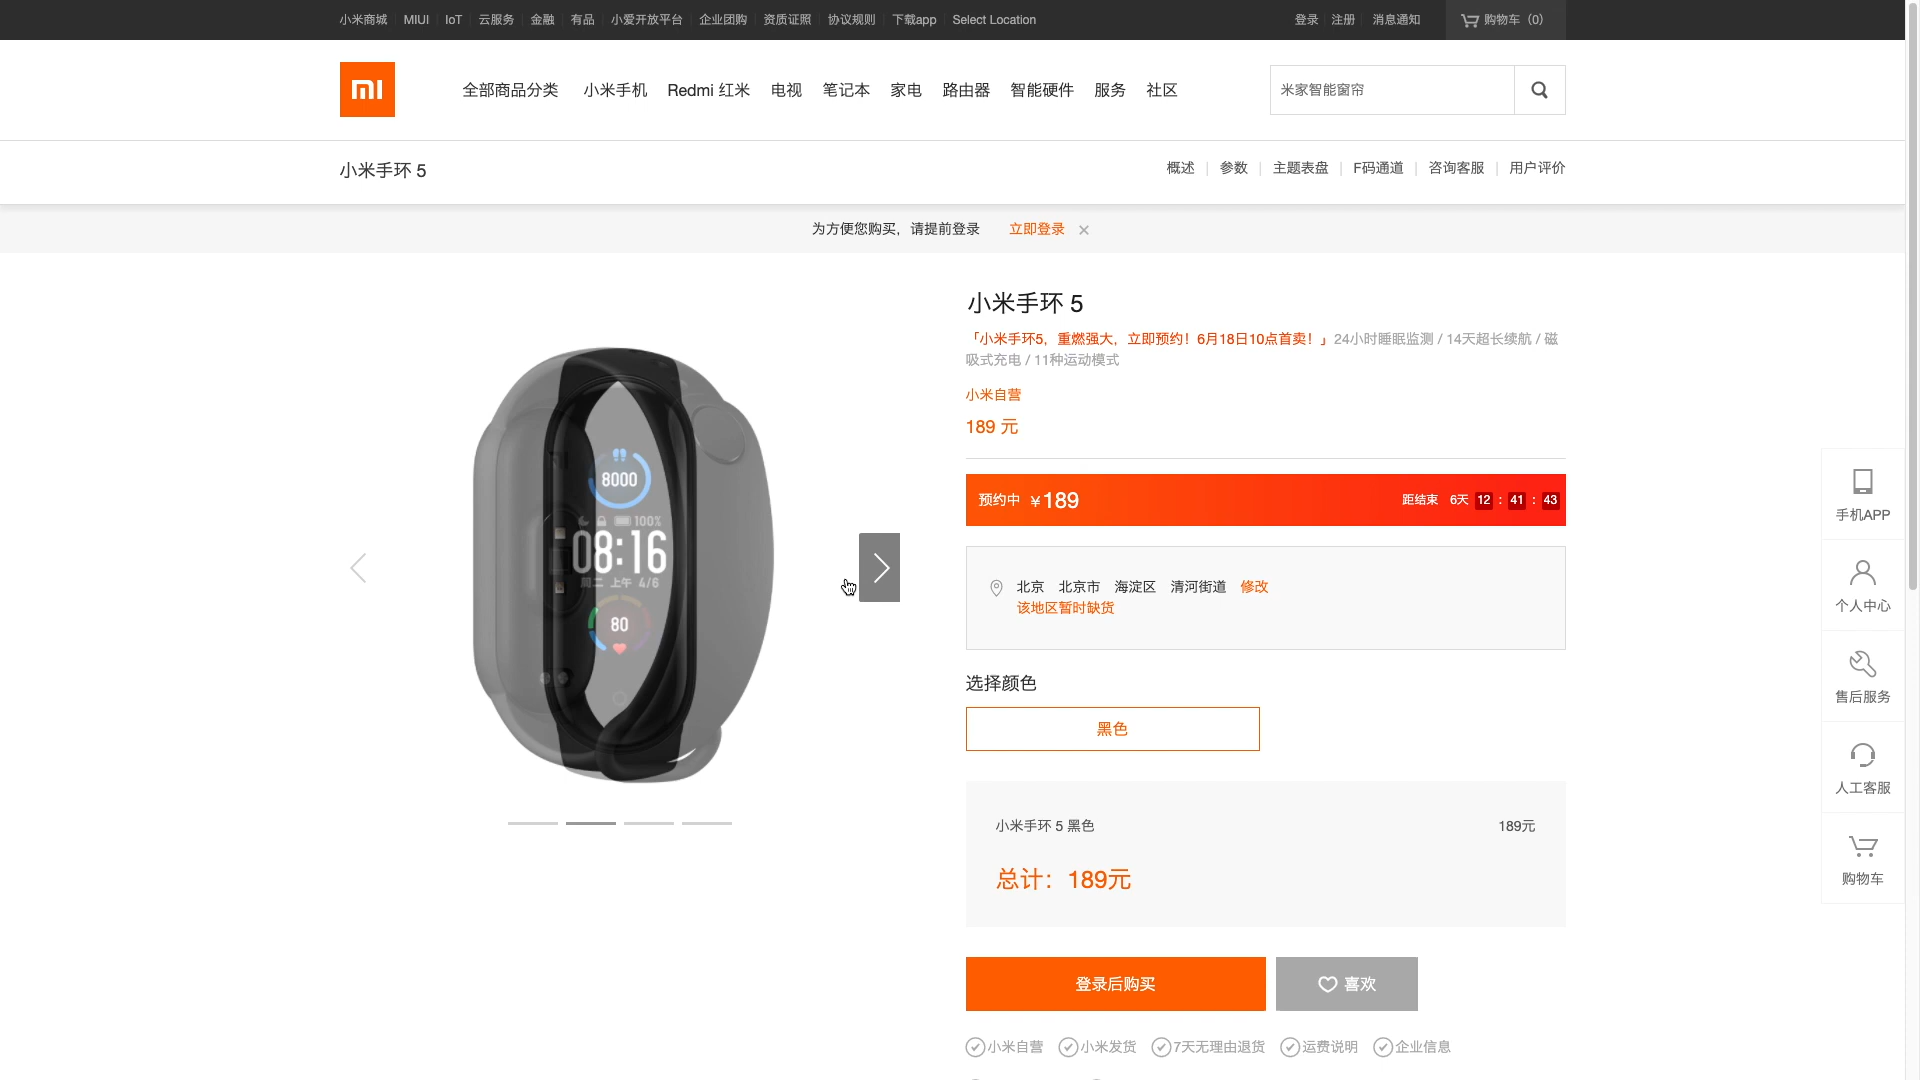 小米商城 MIUI IoT 云服务 金融 有品 小爱开放平台 企业团购 资质证照 协议规则 下载app Select Location 登录 注册 消息通知 购物车（0）
mi 全部商品分类 小米手机 Redmi 红米 电视 笔记本 家电 路由器 智能硬件 服务 社区 米家智能窗帘
小米手环 5 概述 | 参数 | 主题表盘 | F码通道 | 咨询客服 | 用户评价
为方便您购买，请提前登录 立即登录
小米手环 5
「小米手环5，重燃强大，立即预约！6月18日10点首卖！」24小时睡眠监测 / 14天超长续航 / 磁
吸式充电 / 11种运动模式
小米自营
189 元
预约中 ¥189 距结束 6天 12 : 41 : 43
8000
100%
08:16
周二 上午 4/6
80
北京 北京市 海淀区 清河街道 修改
该地区暂时缺货
选择颜色
黑色
小米手环 5 黑色 189元
总计：189元
登录后购买 喜欢
小米自营 小米发货 7天无理由退货 运费说明 企业信息
手机APP
个人中心
售后服务
人工客服
购物车